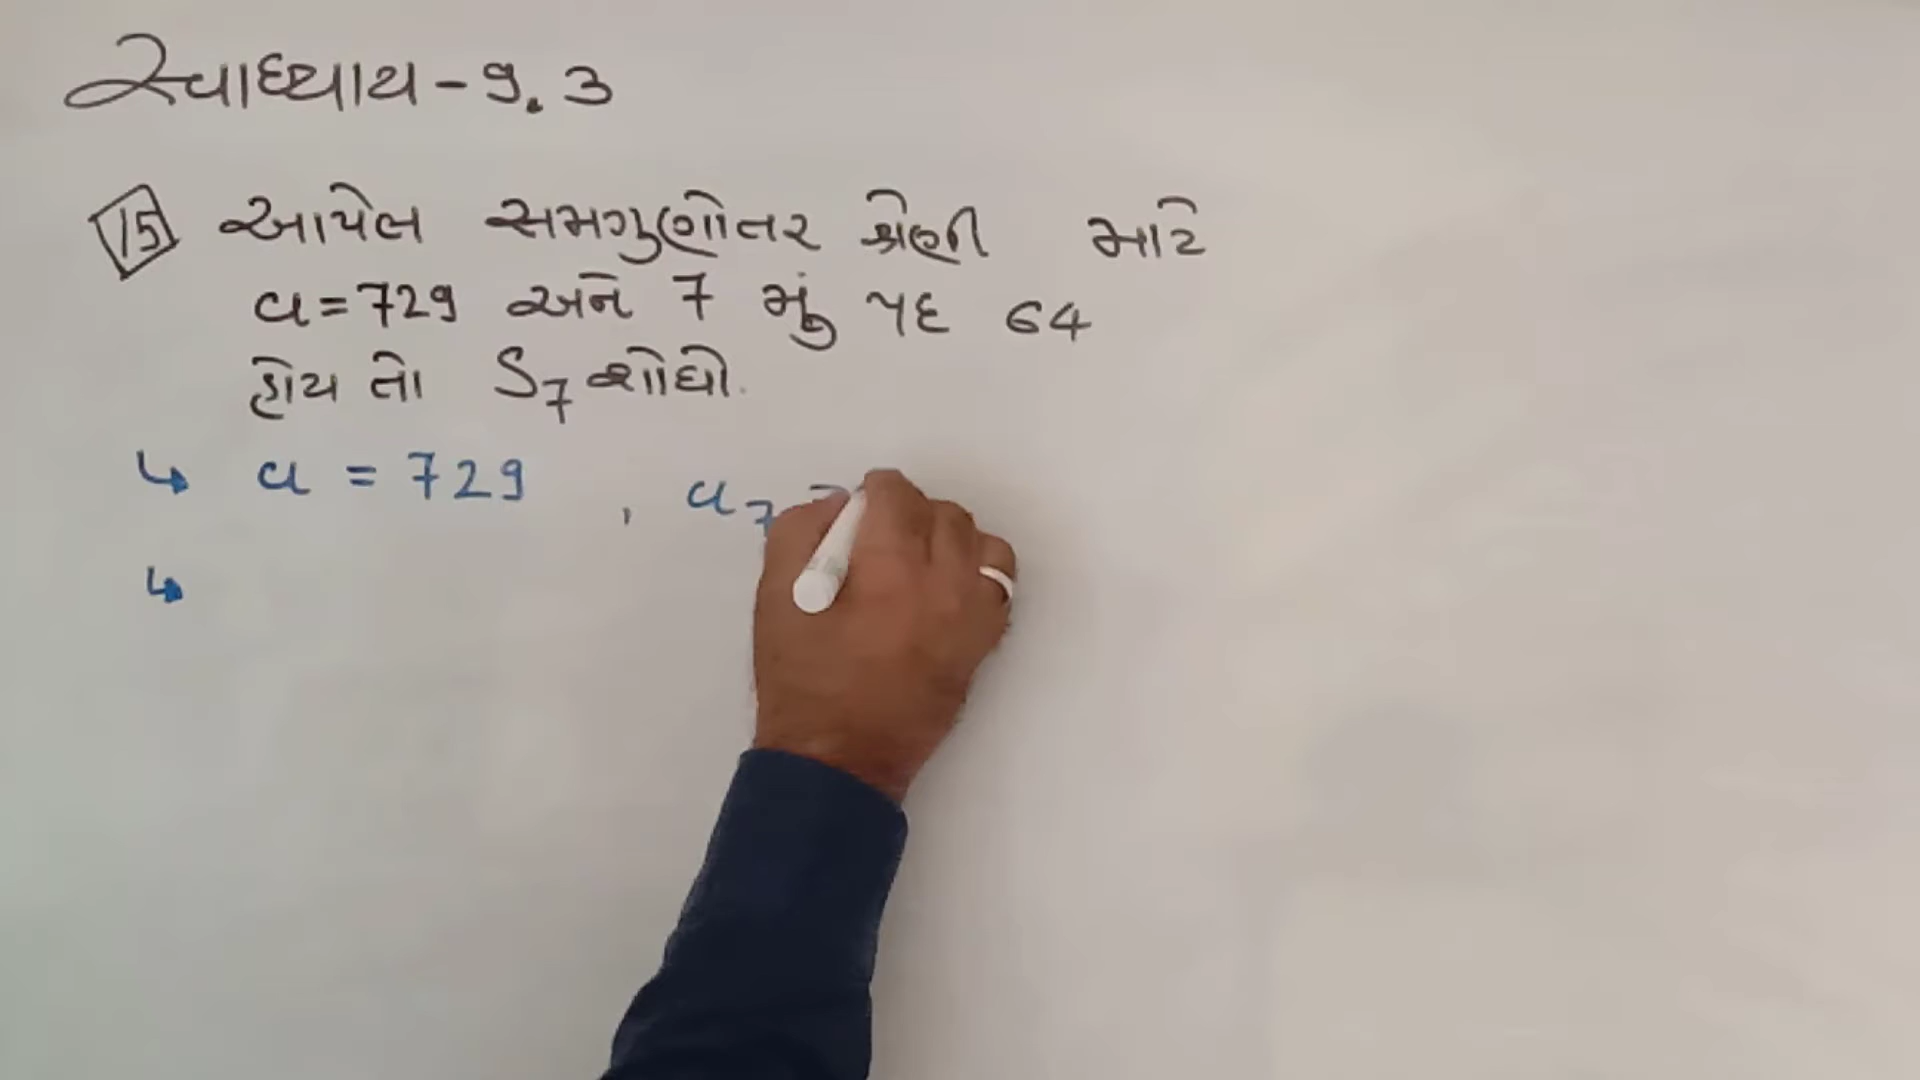 સ્વાધ્યાય - 9.3
15 આપેલ સમગુણોતર શ્રેણી માટે
a = 729 અને 7 મું પદ 64
હોય તો S₇ શોધો.
↳ a = 729 , a₇ =
↳